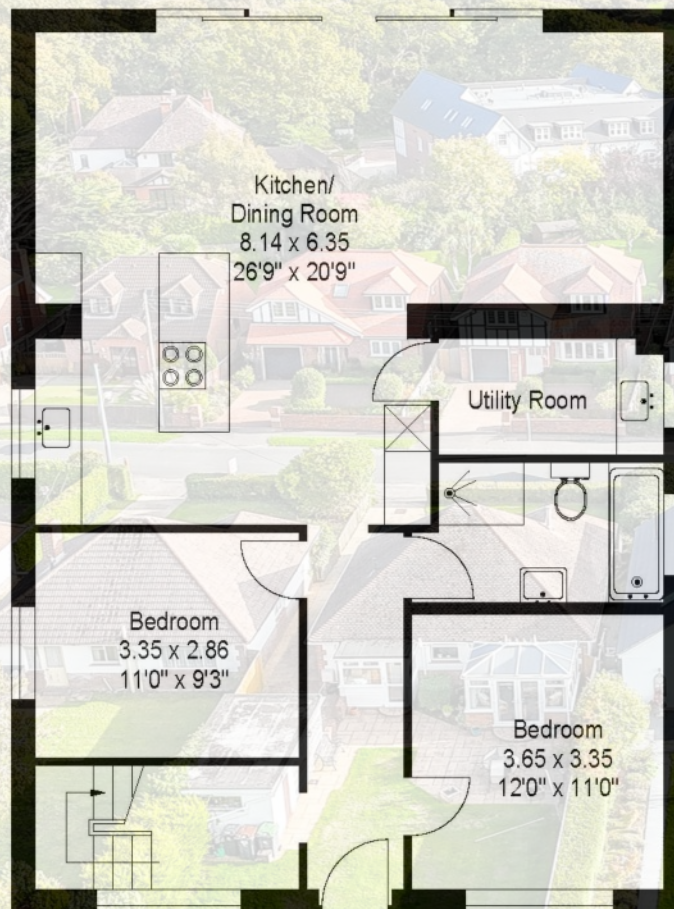 Kitchen/
Dining Room
8.14 x 6.35
26'9" x 20'9"
Utility Room
Bedroom
3.35 x 2.86
11'0" x 9'3"
Bedroom
3.65 x 3.35
12'0" x 11'0"